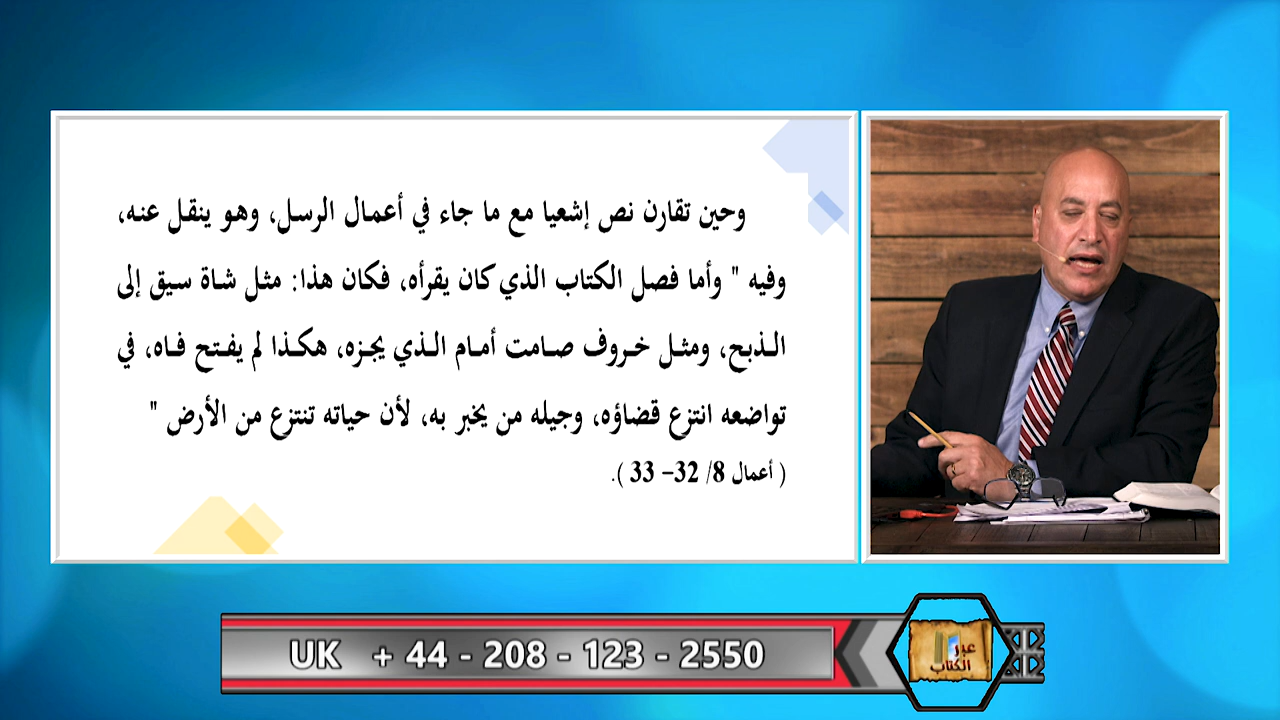 وحين تقارن نص إشعيا مع ما جاء في أعمال الرسل، وهو ينقل عنه،
وفيه " وأما فصل الكتاب الذي كان يقرأه، فكان هذا: مثل شاة سيق إلى
الذبح، ومثل خروف صامت أمام الذي يجزه، هكذا لم يفتح فاه، في
تواضعه انتزع قضاؤه، وجيله من يخبر به، لأن حياته تنتزع من الأرض "
( أعمال 8/ 32– 33 ).
UK + 44 - 208 - 123 - 2550
عبر
الكتاب